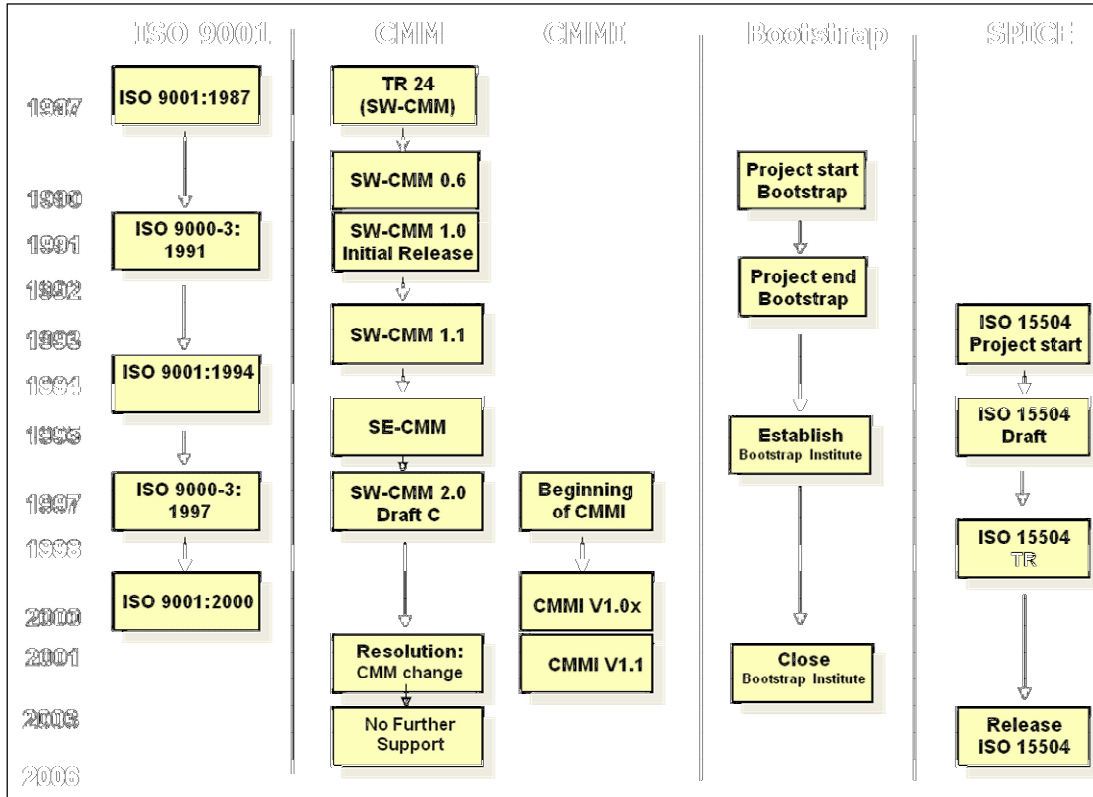 ISO 9001
CMM
CMMI
Bootstrap
SPICE
1987
1990
1991
1992
1993
1994
1995
1997
1998
2000
2001
2003
2006
ISO 9001:1987
ISO 9000-3:
1991
ISO 9001:1994
ISO 9000-3:
1997
ISO 9001:2000
TR 24
(SW-CMM)
SW-CMM 0.6
SW-CMM 1.0
Initial Release
SW-CMM 1.1
SE-CMM
SW-CMM 2.0
Draft C
Resolution:
CMM change
No Further
Support
Beginning
of CMMI
CMMI V1.0x
CMMI V1.1
Project start
Bootstrap
Project end
Bootstrap
Establish
Bootstrap Institute
Close
Bootstrap Institute
ISO 15504
Project start
ISO 15504
Draft
ISO 15504
TR
Release
ISO 15504